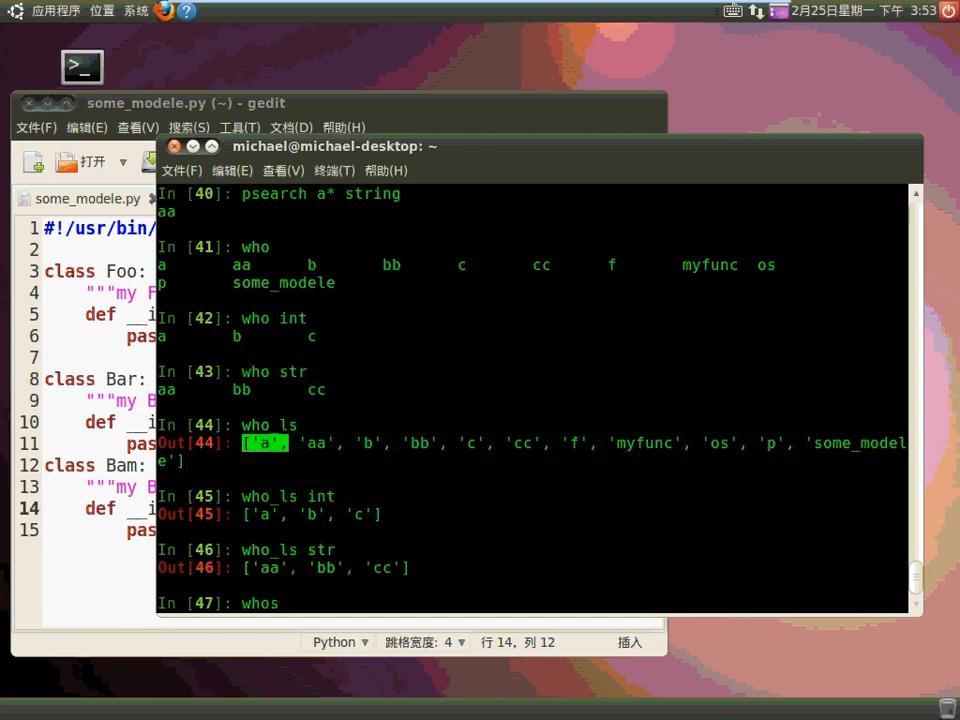 应用程序 位置 系统 2月25日星期一 下午 3:53
some_modele.py (~) - gedit
文件(F) 编辑(E) 查看(V) 搜索(S) 工具(T) 文档(D) 帮助(H)
打开
some_modele.py
1 #!/usr/bin/
2
3 class Foo:
4 """my F
5 def __i
6 pas
7
8 class Bar:
9 """my B
10 def __i
11 pas
12 class Bam:
13 """my B
14 def __i
15 pas
Python 跳格宽度: 4 行 14, 列 12 插入
michael@michael-desktop: ~
文件(F) 编辑(E) 查看(V) 终端(T) 帮助(H)
In [40]: psearch a* string
aa
In [41]: who
a aa b bb c cc f myfunc os
p some_modele
In [42]: who int
a b c
In [43]: who str
aa bb cc
In [44]: who_ls
Out[44]: ['a', 'aa', 'b', 'bb', 'c', 'cc', 'f', 'myfunc', 'os', 'p', 'some_model
e']
In [45]: who_ls int
Out[45]: ['a', 'b', 'c']
In [46]: who_ls str
Out[46]: ['aa', 'bb', 'cc']
In [47]: whos